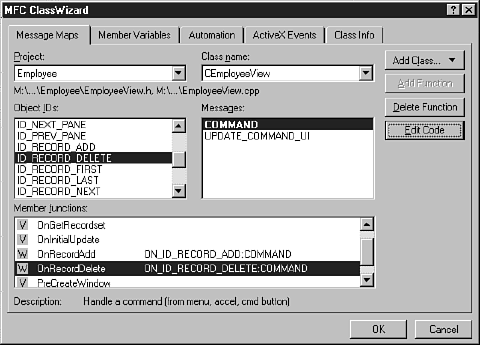 MFC ClassWizard
Message Maps
Member Variables
Automation
ActiveX Events
Class Info
Project:
Class name:
Employee
CEmployeeView
Add Class...
M:\...\Employee\EmployeeView.h, M:\...\EmployeeView.cpp
Add Function
Object IDs:
Messages:
Delete Function
ID_NEXT_PANE
ID_PREV_PANE
ID_RECORD_ADD
ID_RECORD_DELETE
ID_RECORD_FIRST
ID_RECORD_LAST
ID_RECORD_NEXT
COMMAND
UPDATE_COMMAND_UI
Edit Code
Member functions:
V OnGetRecordset
V OnInitialUpdate
W OnRecordAdd ON_ID_RECORD_ADD:COMMAND
W OnRecordDelete ON_ID_RECORD_DELETE:COMMAND
V PreCreateWindow
Description: Handle a command (from menu, accel, cmd button)
OK
Cancel